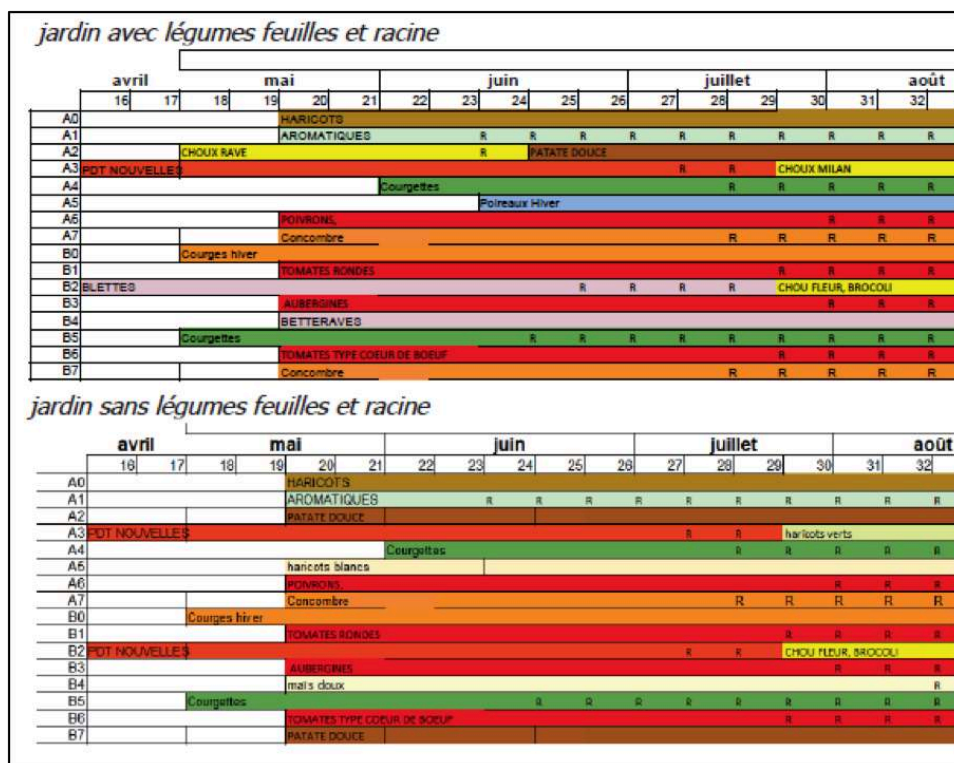 jardin avec légumes feuilles et racine
avril mai juin juillet août
16 17 18 19 20 21 22 23 24 25 26 27 28 29 30 31 32
A0 HARICOTS
A1 AROMATIQUES R R R R R R R R R R
A2 CHOUX RAVE R PATATE DOUCE
A3 PDT NOUVELLES R R CHOUX MILAN
A4 Courgettes R R R R R
A5 Poireaux Hiver
A6 POIVRONS, R R R
A7 Concombre R R R R R
B0 Courges hiver
B1 TOMATES RONDES R R R R
B2 BLETTES R R R R CHOU FLEUR, BROCOLI
B3 AUBERGINES R R R
B4 BETTERAVES
B5 Courgettes R R R R R R R R R
B6 TOMATES TYPE COEUR DE BOEUF R R R R
B7 Concombre R R R R R
jardin sans légumes feuilles et racine
avril mai juin juillet août
16 17 18 19 20 21 22 23 24 25 26 27 28 29 30 31 32
A0 HARICOTS
A1 AROMATIQUES R R R R R R R R R R
A2 PATATE DOUCE
A3 PDT NOUVELLES R R haricots verts
A4 Courgettes R R R R R
A5 haricots blancs
A6 POIVRONS, R R R
A7 Concombre R R R R R
B0 Courges hiver
B1 TOMATES RONDES R R R R
B2 PDT NOUVELLES R R CHOU FLEUR, BROCOLI
B3 AUBERGINES R R R
B4 maïs doux R
B5 Courgettes R R R R R R R R R
B6 TOMATES TYPE COEUR DE BOEUF R R R R
B7 PATATE DOUCE